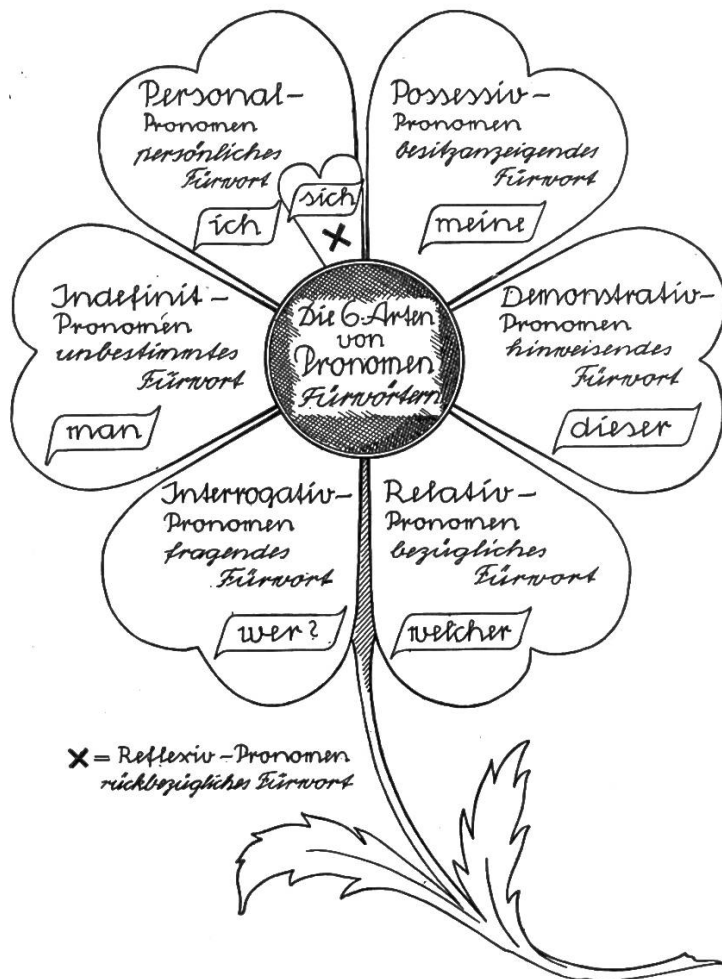 Die 6 Arten
von
Pronomen
Fürwörtern
Personal-
Pronomen
persönliches
Fürwort
ich
sich
×
Possessiv-
Pronomen
besitzanzeigendes
Fürwort
meine
Demonstrativ-
Pronomen
hinweisendes
Fürwort
dieser
Relativ-
Pronomen
bezügliches
Fürwort
welcher
Interrogativ-
Pronomen
fragendes
Fürwort
wer?
Indefinit-
Pronomen
unbestimmtes
Fürwort
man
× = Reflexiv-Pronomen
rückbezügliches Fürwort